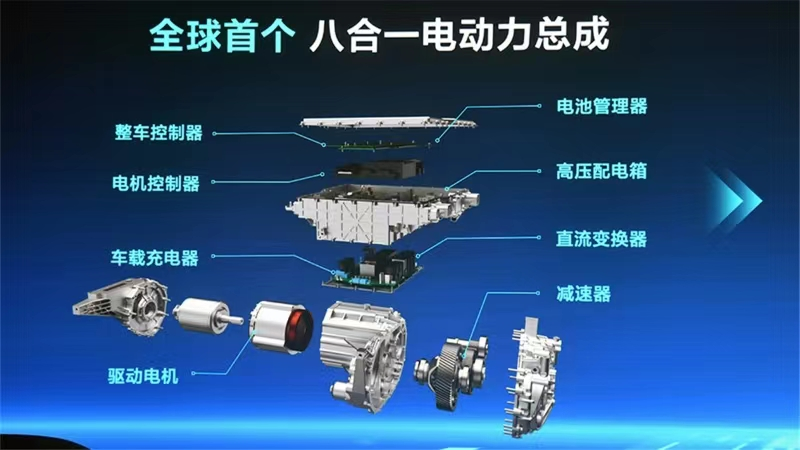 全球首个 八合一电动力总成
整车控制器
电池管理器
电机控制器
高压配电箱
车载充电器
直流变换器
减速器
驱动电机